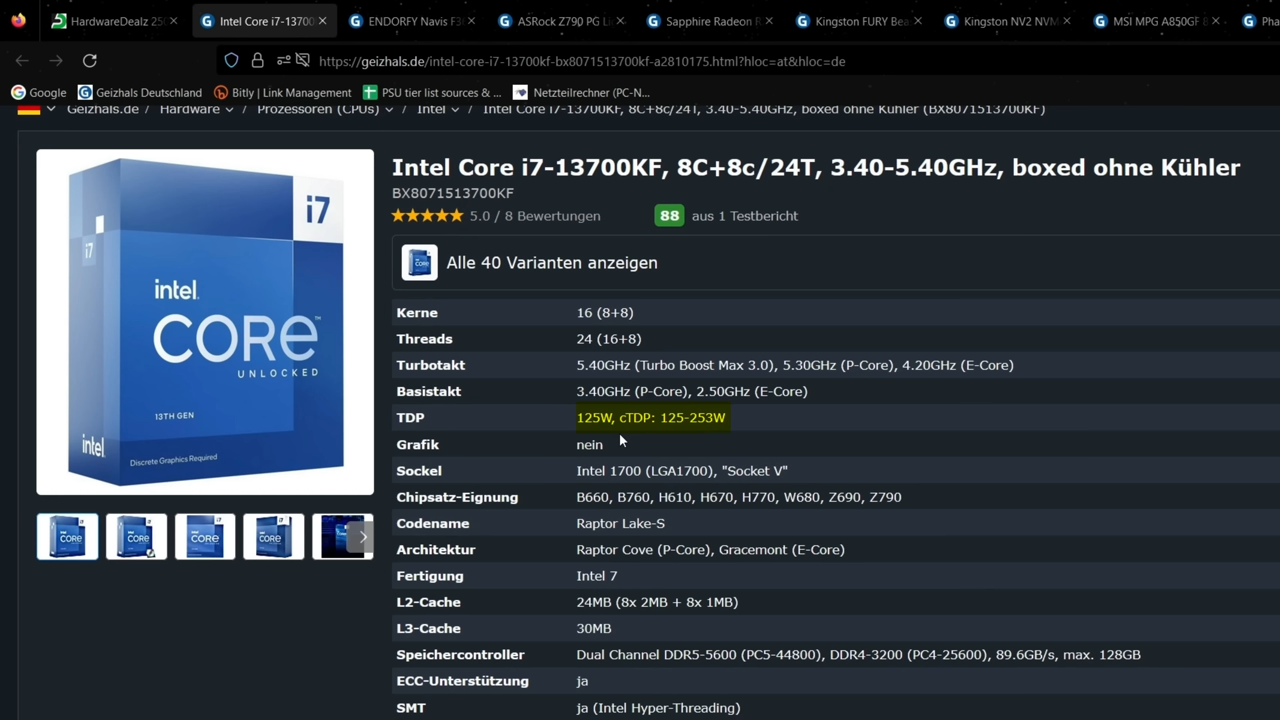 HardwareDealz 250
Intel Core i7-13700
ENDORFY Navis F3
ASRock Z790 PG Li
Sapphire Radeon R
Kingston FURY Bea
Kingston NV2 NVM
MSI MPG A850GF 8
Pha
https://geizhals.de/intel-core-i7-13700kf-bx8071513700kf-a2810175.html?hloc=at&hloc=de
Google
Geizhals Deutschland
Bitly | Link Management
PSU tier list sources & ...
Netzteilrechner (PC-N...
Geizhals.de / Hardware / Prozessoren (CPUs) / Intel / Intel Core i7-13700KF, 8C+8c/24T, 3.40-5.40GHz, boxed ohne Kühler (BX8071513700KF)
Intel Core i7-13700KF, 8C+8c/24T, 3.40-5.40GHz, boxed ohne Kühler
BX8071513700KF
5.0 / 8 Bewertungen 88 aus 1 Testbericht
Alle 40 Varianten anzeigen
i7
i7
intel.
CORE
UNLOCKED
13TH GEN
intel.
Discrete Graphics Required
Kerne 16 (8+8)
Threads 24 (16+8)
Turbotakt 5.40GHz (Turbo Boost Max 3.0), 5.30GHz (P-Core), 4.20GHz (E-Core)
Basistakt 3.40GHz (P-Core), 2.50GHz (E-Core)
TDP 125W, cTDP: 125-253W
Grafik nein
Sockel Intel 1700 (LGA1700), "Socket V"
Chipsatz-Eignung B660, B760, H610, H670, H770, W680, Z690, Z790
Codename Raptor Lake-S
Architektur Raptor Cove (P-Core), Gracemont (E-Core)
Fertigung Intel 7
L2-Cache 24MB (8x 2MB + 8x 1MB)
L3-Cache 30MB
Speichercontroller Dual Channel DDR5-5600 (PC5-44800), DDR4-3200 (PC4-25600), 89.6GB/s, max. 128GB
ECC-Unterstützung ja
SMT ja (Intel Hyper-Threading)